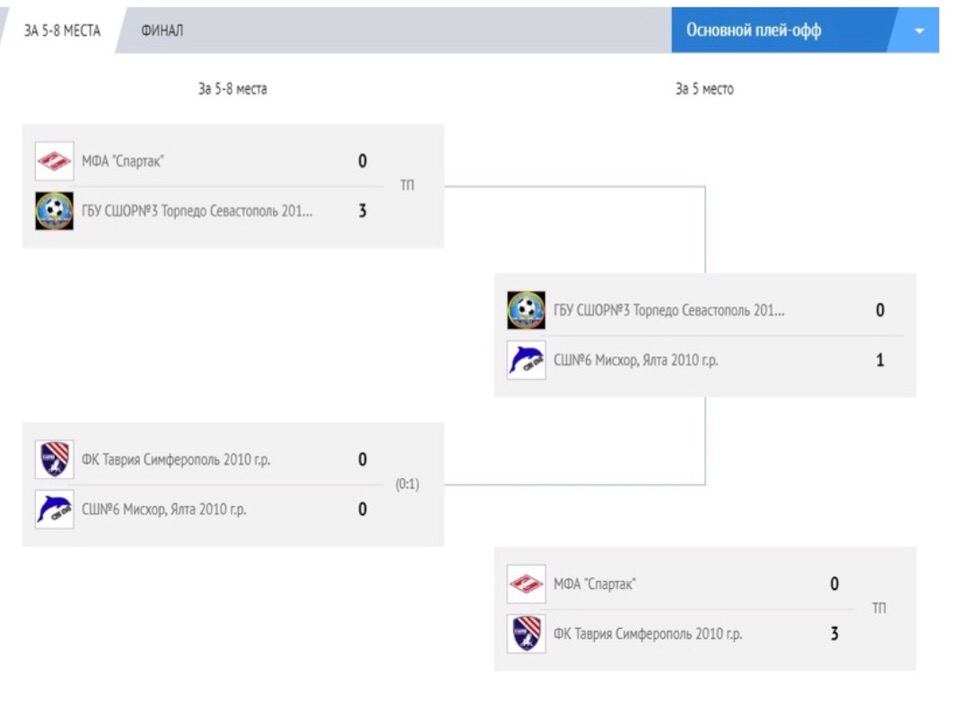 ЗА 5-8 МЕСТА
ФИНАЛ
Основной плей-офф
За 5-8 места
За 5 место
МФА "Спартак" 0
ТП
ГБУ СШОР№3 Торпедо Севастополь 201... 3
ГБУ СШОР№3 Торпедо Севастополь 201... 0
СШ№6 Мисхор, Ялта 2010 г.р. 1
ФК Таврия Симферополь 2010 г.р. 0
(0:1)
СШ№6 Мисхор, Ялта 2010 г.р. 0
МФА "Спартак" 0
ТП
ФК Таврия Симферополь 2010 г.р. 3